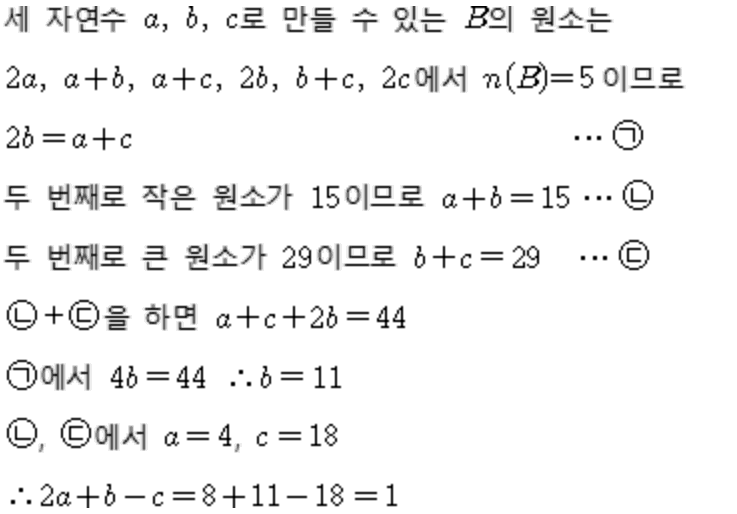 세 자연수 a, b, c로 만들 수 있는 B의 원소는
2a, a+b, a+c, 2b, b+c, 2c에서 n(B)=5이므로
2b=a+c ⋯ ㉠
두 번째로 작은 원소가 15이므로 a+b=15 ⋯ ㉡
두 번째로 큰 원소가 29이므로 b+c=29 ⋯ ㉢
㉡+㉢을 하면 a+c+2b=44
㉠에서 4b=44 ∴b=11
㉡, ㉢에서 a=4, c=18
∴2a+b-c=8+11-18=1